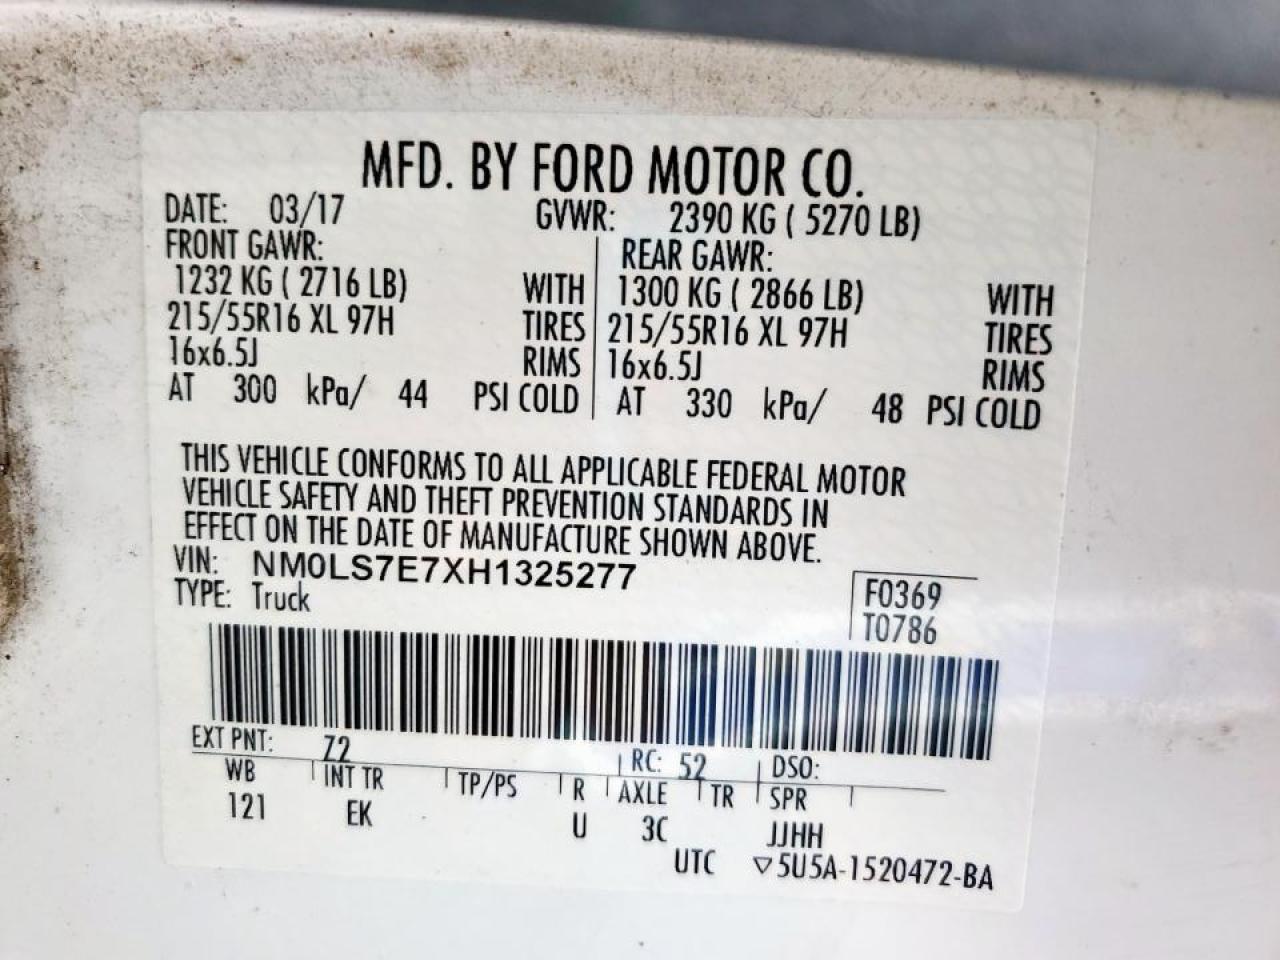 MFD. BY FORD MOTOR CO.
DATE: 03/17 GVWR: 2390 KG ( 5270 LB)
FRONT GAWR: REAR GAWR:
1232 KG ( 2716 LB) WITH 1300 KG ( 2866 LB) WITH
215/55R16 XL 97H TIRES 215/55R16 XL 97H TIRES
16x6.5J RIMS 16x6.5J RIMS
AT 300 kPa/ 44 PSI COLD AT 330 kPa/ 48 PSI COLD
THIS VEHICLE CONFORMS TO ALL APPLICABLE FEDERAL MOTOR
VEHICLE SAFETY AND THEFT PREVENTION STANDARDS IN
EFFECT ON THE DATE OF MANUFACTURE SHOWN ABOVE.
VIN: NM0LS7E7XH1325277
TYPE: Truck F0369
T0786
EXT PNT: Z2 RC: 52 DSO:
WB INT TR TP/PS R AXLE TR SPR
121 EK U 3C JJHH
UTC ▽5U5A-1520472-BA